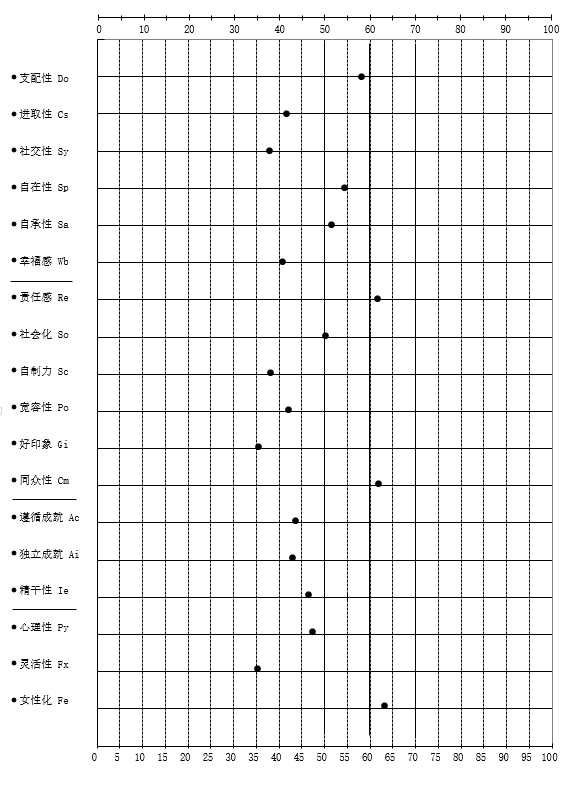 0 10 20 30 40 50 60 70 80 90 100
● 支配性 Do
● 进取性 Cs
● 社交性 Sy
● 自在性 Sp
● 自承性 Sa
● 幸福感 Wb
● 责任感 Re
● 社会化 So
● 自制力 Sc
● 宽容性 Po
● 好印象 Gi
● 同众性 Cm
● 遵循成就 Ac
● 独立成就 Ai
● 精干性 Ie
● 心理性 Py
● 灵活性 Fx
● 女性化 Fe
0 5 10 15 20 25 30 35 40 45 50 55 60 65 70 75 80 85 90 95 100